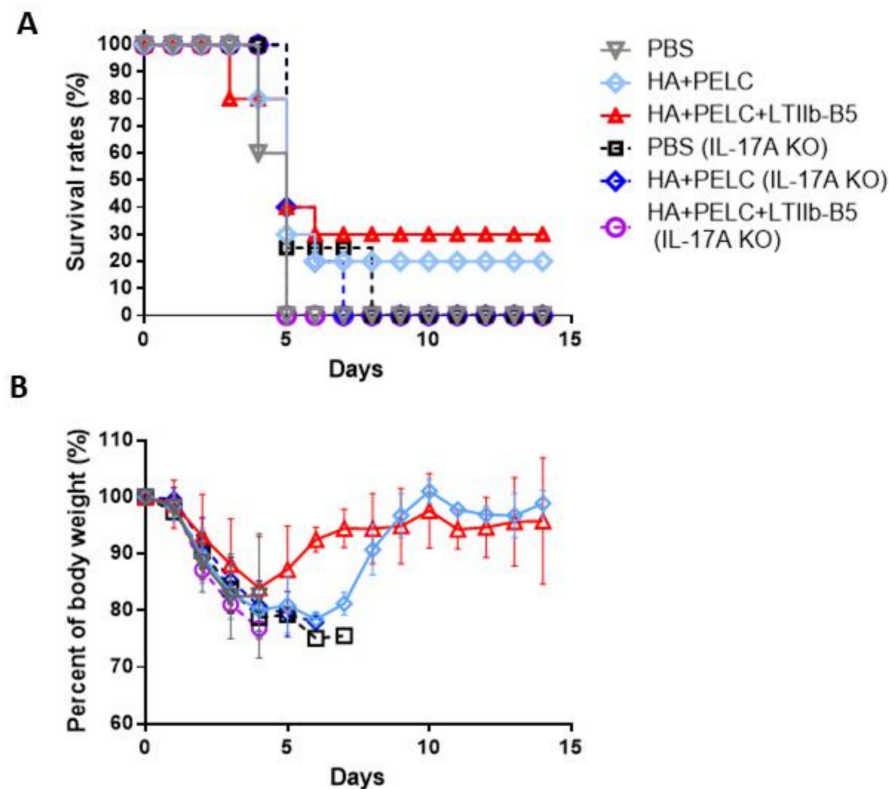 A
Survival rates (%)
100
90
80
70
60
50
40
30
20
10
0
0 5 10 15
Days
PBS
HA+PELC
HA+PELC+LTIIb-B5
PBS (IL-17A KO)
HA+PELC (IL-17A KO)
HA+PELC+LTIIb-B5
(IL-17A KO)
B
Percent of body weight (%)
110
100
90
80
70
60
0 5 10 15
Days